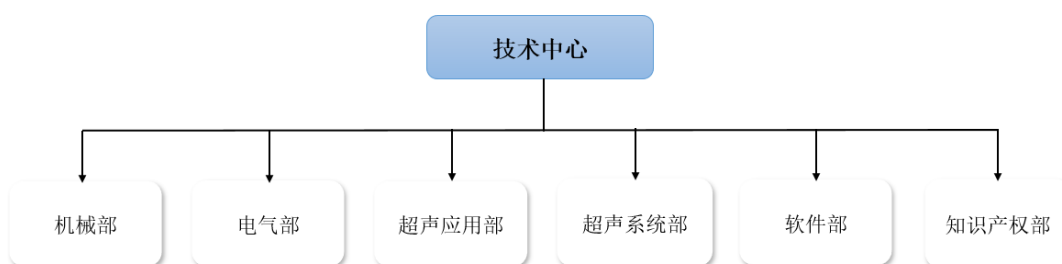 技术中心
机械部
电气部
超声应用部
超声系统部
软件部
知识产权部